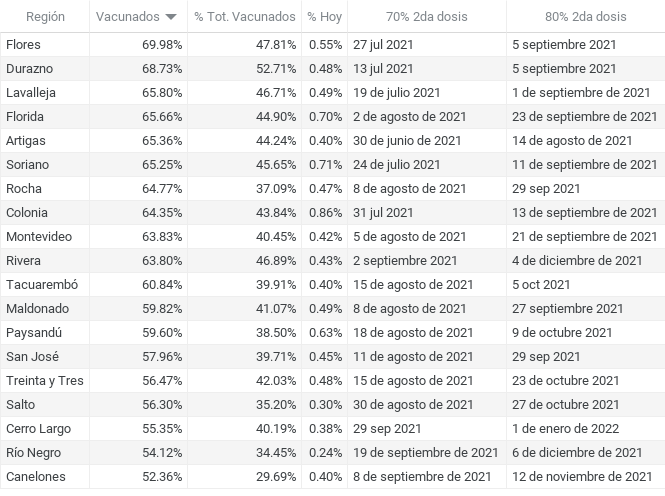 Región Vacunados % Tot. Vacunados % Hoy 70% 2da dosis 80% 2da dosis
Flores 69.98% 47.81% 0.55% 27 jul 2021 5 septiembre 2021
Durazno 68.73% 52.71% 0.48% 13 jul 2021 5 septiembre 2021
Lavalleja 65.80% 46.71% 0.49% 19 de julio 2021 1 de septiembre de 2021
Florida 65.66% 44.90% 0.70% 2 de agosto de 2021 23 de septiembre de 2021
Artigas 65.36% 44.24% 0.40% 30 de junio de 2021 14 agosto de 2021
Soriano 65.25% 45.65% 0.71% 24 de julio 2021 11 de septiembre de 2021
Rocha 64.77% 37.09% 0.47% 8 de agosto de 2021 29 sep 2021
Colonia 64.35% 43.84% 0.86% 31 jul 2021 13 de septiembre de 2021
Montevideo 63.83% 40.45% 0.42% 5 de agosto de 2021 21 de septiembre de 2021
Rivera 63.80% 46.89% 0.43% 2 septiembre 2021 4 de diciembre de 2021
Tacuarembó 60.84% 39.91% 0.40% 15 de agosto de 2021 5 oct 2021
Maldonado 59.82% 41.07% 0.49% 8 de agosto de 2021 27 septiembre 2021
Paysandú 59.60% 38.50% 0.63% 18 de agosto de 2021 9 de octubre 2021
San José 57.96% 39.71% 0.45% 11 de agosto de 2021 29 sep 2021
Treinta y Tres 56.47% 42.03% 0.48% 15 de agosto de 2021 23 de octubre 2021
Salto 56.30% 35.20% 0.30% 30 de agosto de 2021 27 de octubre 2021
Cerro Largo 55.35% 40.19% 0.38% 29 sep 2021 1 de enero de 2022
Río Negro 54.12% 34.45% 0.24% 19 de septiembre de 2021 6 de diciembre de 2021
Canelones 52.36% 29.69% 0.40% 8 de septiembre de 2021 12 de noviembre de 2021